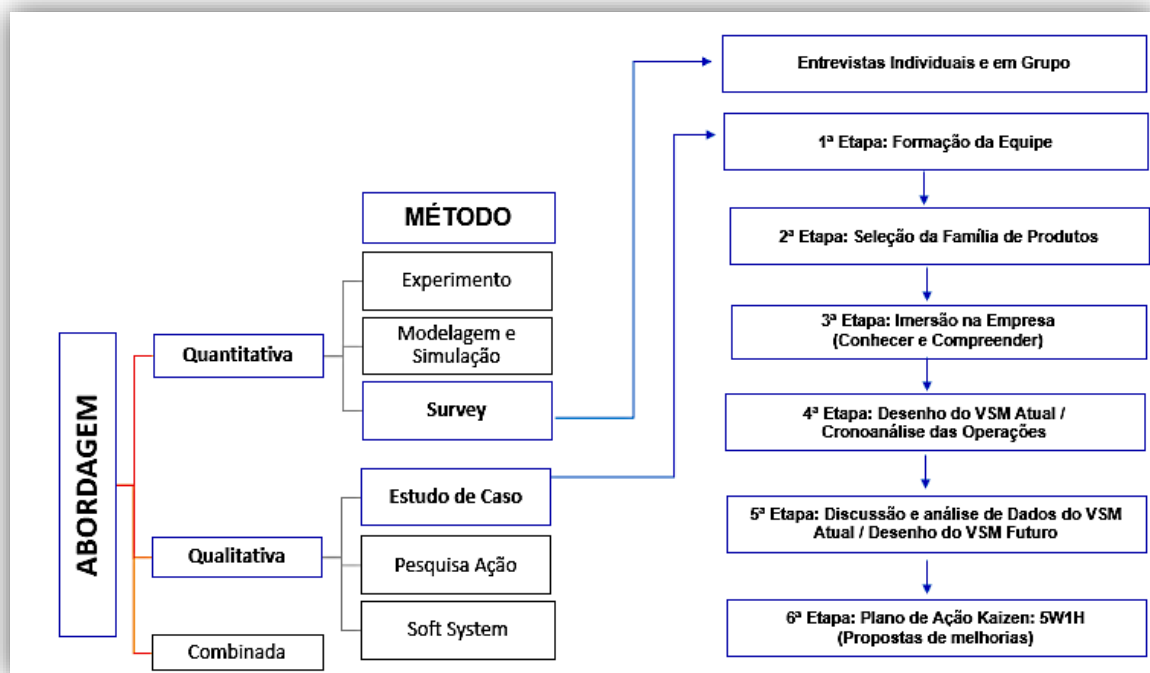 ABORDAGEM
Quantitativa
Qualitativa
Combinada
MÉTODO
Experimento
Modelagem e
Simulação
Survey
Estudo de Caso
Pesquisa Ação
Soft System
Entrevistas Individuais e em Grupo
1ª Etapa: Formação da Equipe
2ª Etapa: Seleção da Família de Produtos
3ª Etapa: Imersão na Empresa
(Conhecer e Compreender)
4ª Etapa: Desenho do VSM Atual /
Cronoanálise das Operações
5ª Etapa: Discussão e análise de Dados do VSM
Atual / Desenho do VSM Futuro
6ª Etapa: Plano de Ação Kaizen: 5W1H
(Propostas de melhorias)